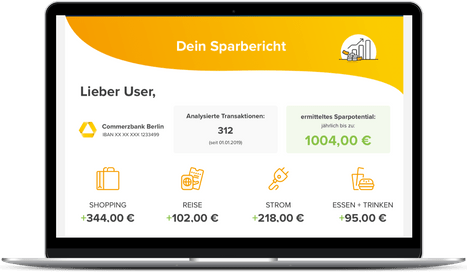 Dein Sparbericht
Lieber User,
Commerzbank Berlin
IBAN XX XX XXX 1233499
Analysierte Transaktionen:
312
(seit 01.01.2019)
ermitteltes Sparpotential:
jährlich bis zu:
1004,00 €
SHOPPING
+344.00 €
REISE
+102.00 €
STROM
+218.00 €
ESSEN + TRINKEN
+95.00 €